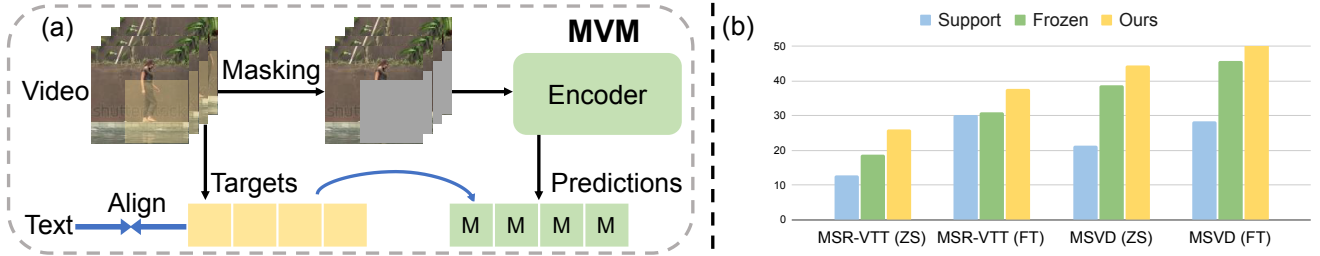 (a)
MVM
Video
Masking
Encoder
shutterstock
Targets
Predictions
Text
Align
M M M M
(b)
Support Frozen Ours
50
40
30
20
10
0
MSR-VTT (ZS) MSR-VTT (FT) MSVD (ZS) MSVD (FT)